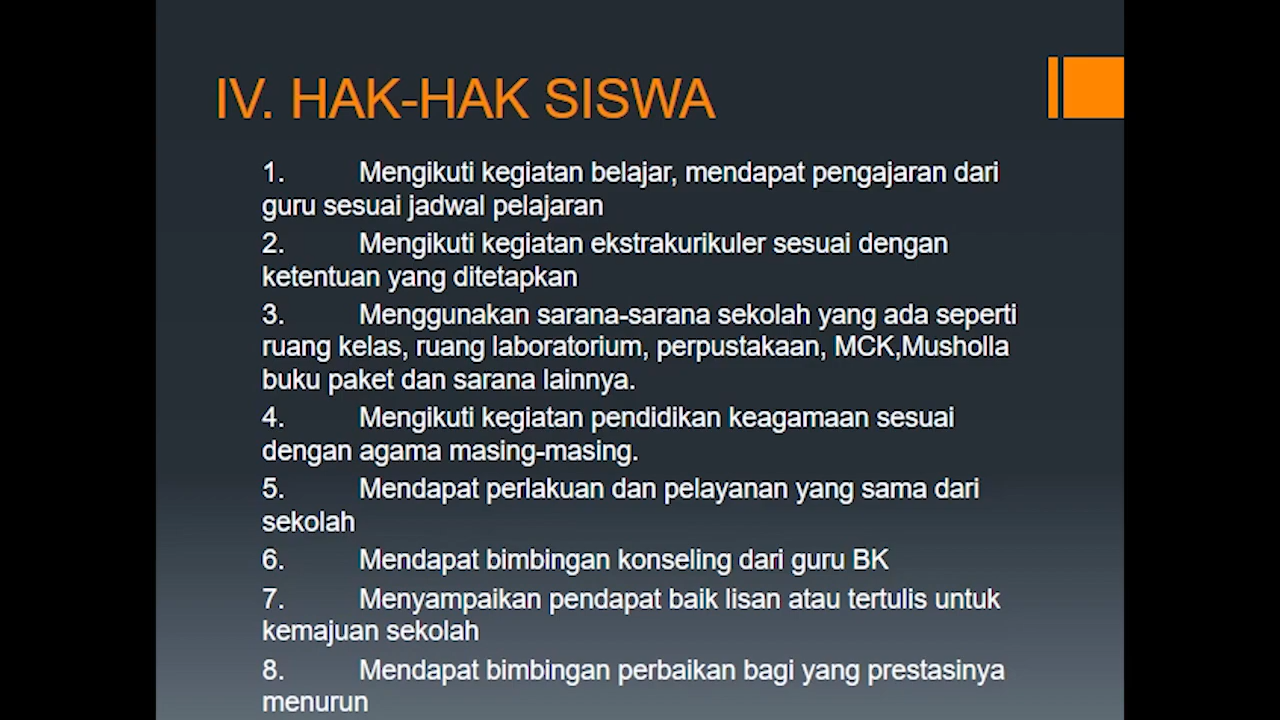 IV. HAK-HAK SISWA
1. Mengikuti kegiatan belajar, mendapat pengajaran dari
guru sesuai jadwal pelajaran
2. Mengikuti kegiatan ekstrakurikuler sesuai dengan
ketentuan yang ditetapkan
3. Menggunakan sarana-sarana sekolah yang ada seperti
ruang kelas, ruang laboratorium, perpustakaan, MCK,Musholla
buku paket dan sarana lainnya.
4. Mengikuti kegiatan pendidikan keagamaan sesuai
dengan agama masing-masing.
5. Mendapat perlakuan dan pelayanan yang sama dari
sekolah
6. Mendapat bimbingan konseling dari guru BK
7. Menyampaikan pendapat baik lisan atau tertulis untuk
kemajuan sekolah
8. Mendapat bimbingan perbaikan bagi yang prestasinya
menurun